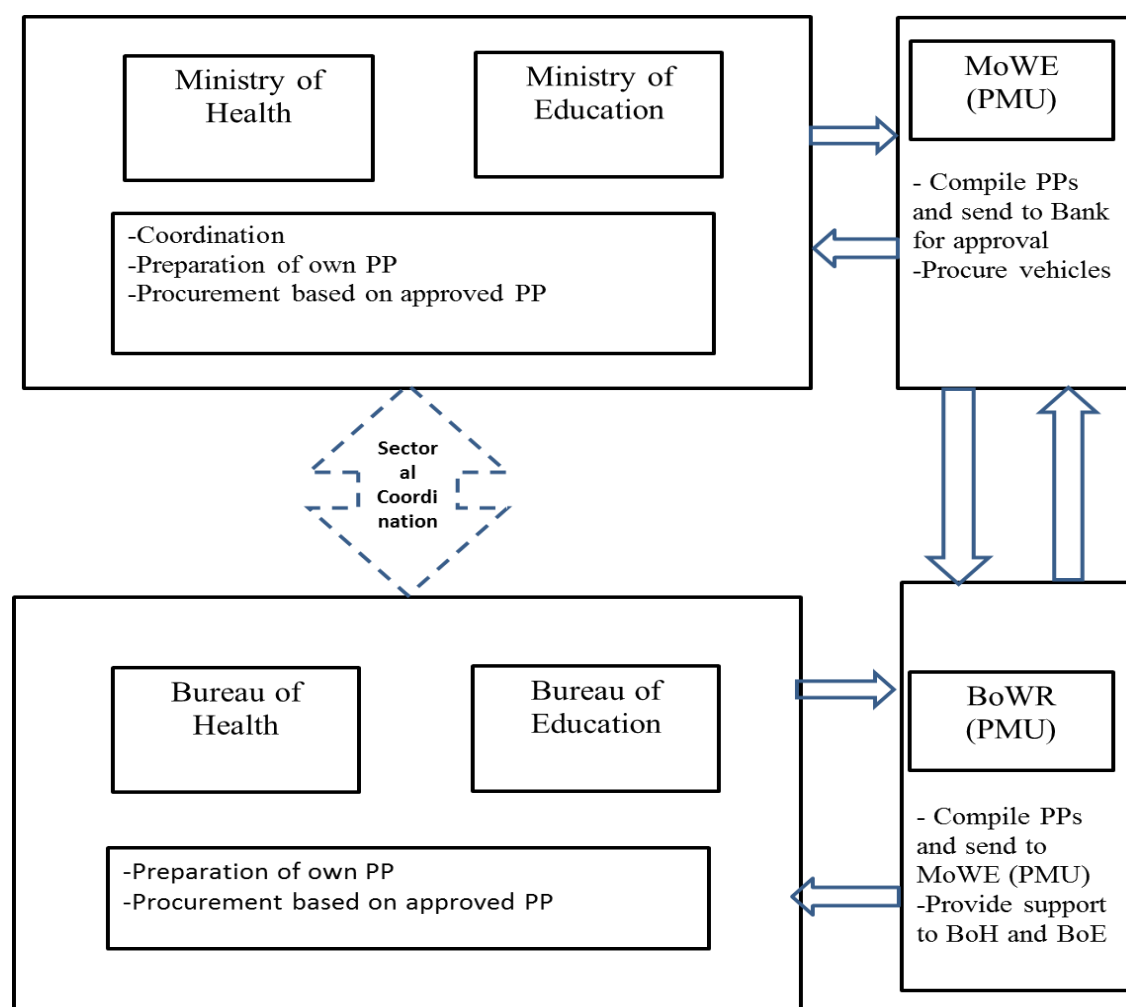 Ministry of
Health
Ministry of
Education
-Coordination
-Preparation of own PP
-Procurement based on approved PP
MoWE
(PMU)
- Compile PPs
and send to Bank
for approval
-Procure vehicles
Sector
al
Coordi
nation
Bureau of
Health
Bureau of
Education
-Preparation of own PP
-Procurement based on approved PP
BoWR
(PMU)
- Compile PPs
and send to
MoWE (PMU)
-Provide support
to BoH and BoE